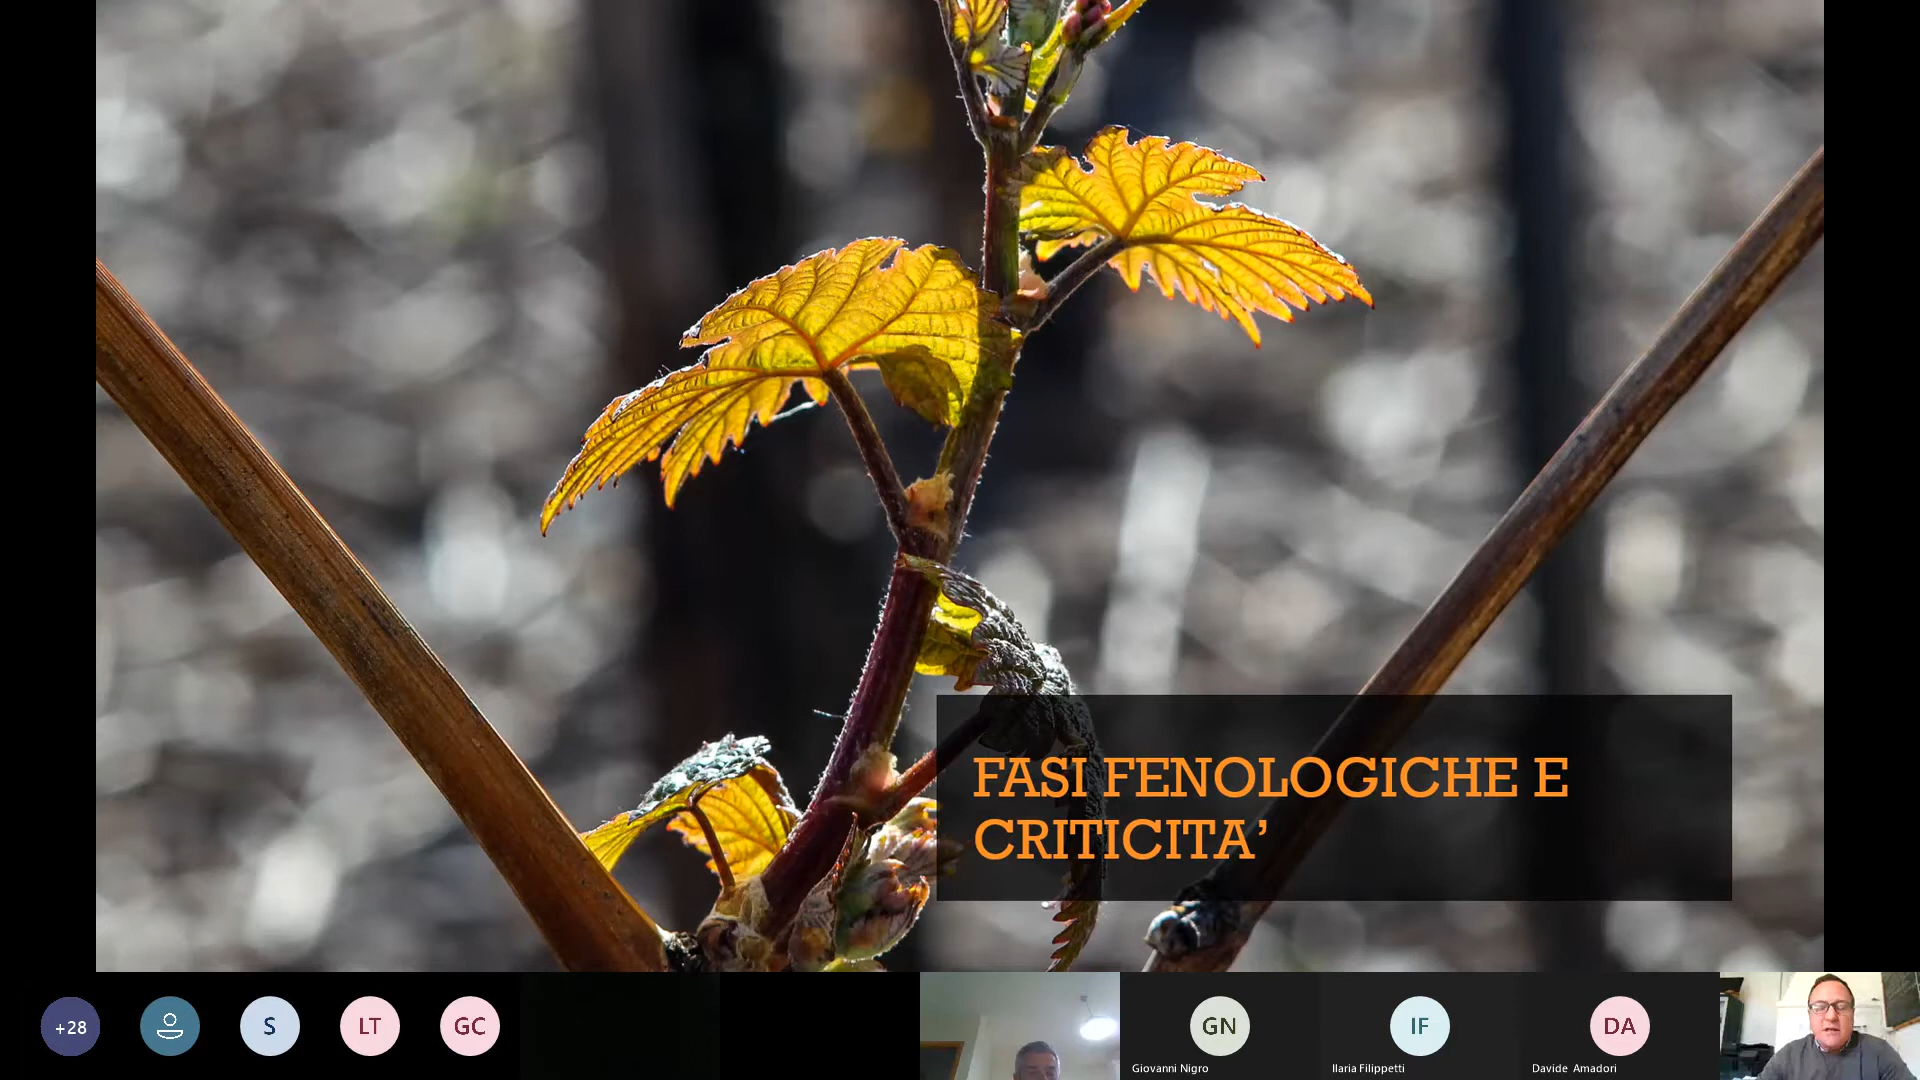 FASI FENOLOGICHE E
CRITICITA’
+28
S
LT
GC
GN
IF
DA
Giovanni Nigro
Ilaria Filippetti
Davide Amadori